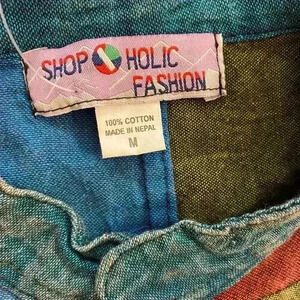 SHOP HOLIC
FASHION
100% COTTON
MADE IN NEPAL
M